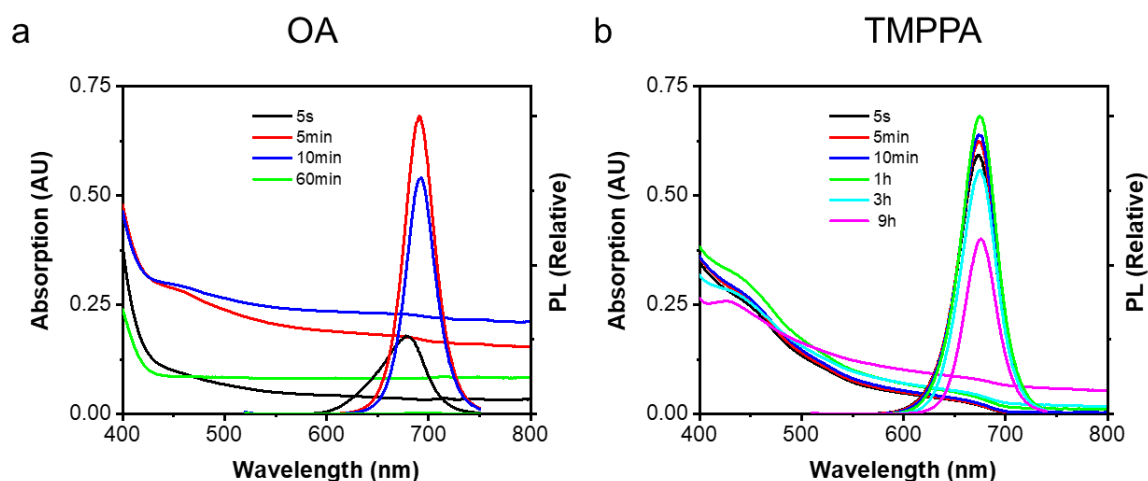 a
OA
0.75
0.50
0.25
0.00
Absorption (AU)
PL (Relative)
5s
5min
10min
60min
400
500
600
700
800
Wavelength (nm)
b
TMPPA
0.75
0.50
0.25
0.00
Absorption (AU)
PL (Relative)
5s
5min
10min
1h
3h
9h
400
500
600
700
800
Wavelength (nm)